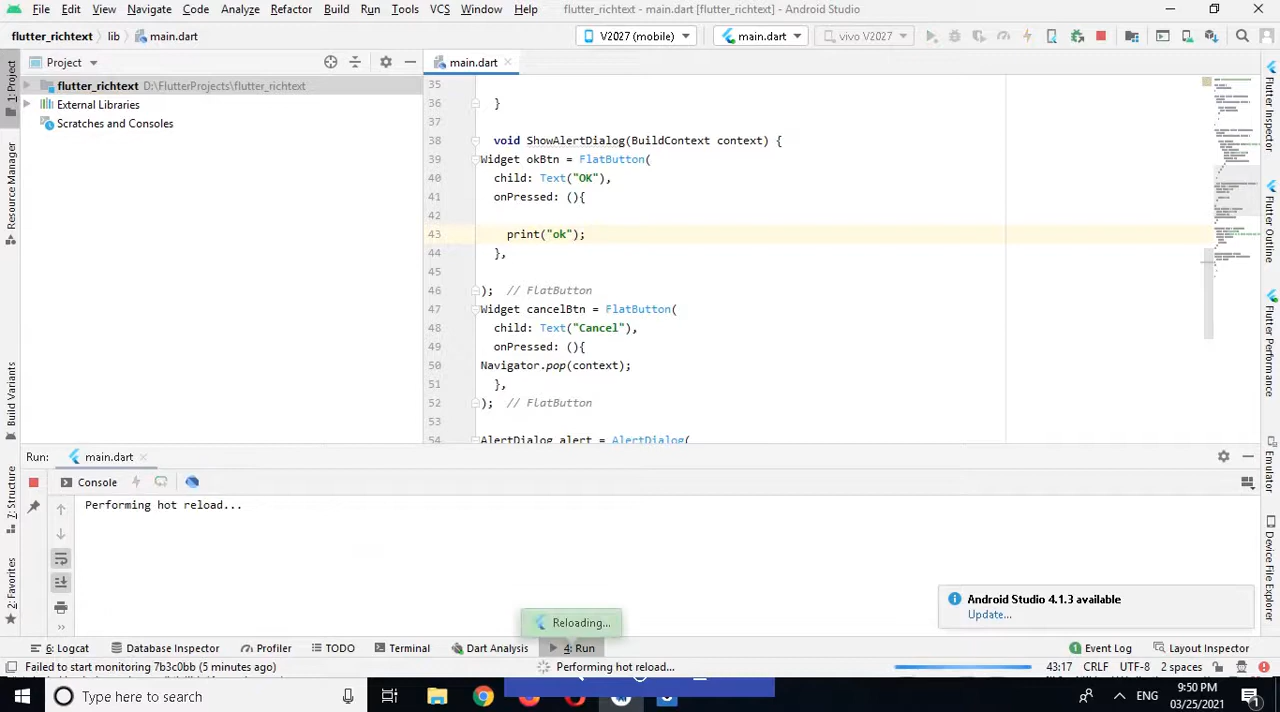 File Edit View Navigate Code Analyze Refactor Build Run Tools VCS Window Help flutter_richtext - main.dart [flutter_richtext] - Android Studio
flutter_richtext lib main.dart V2027 (mobile) main.dart vivo V2027
1: Project
Resource Manager
Build Variants
7: Structure
2: Favorites
Project
flutter_richtext D:\FlutterProjects\flutter_richtext
External Libraries
Scratches and Consoles
main.dart
35
36 }
37
38 void showAlertDialog(BuildContext context) {
39 Widget = FlatButton(
40 child: Text("OK"),
41 onPressed: (){
42
43 print("ok");
44 },
45
46 ); // FlatButton
47 Widget cancelBtn = FlatButton(
48 child: Text("Cancel"),
49 onPressed: (){
50 Navigator.pop(context);
51 },
52 ); // FlatButton
53
54 AlertDialog alert = AlertDialog(
Flutter Inspector
Flutter Outline
Flutter Performance
Emulator
Device File Explorer
Run: main.dart
Console
Performing hot reload...
Android Studio 4.1.3 available
Update...
Reloading...
6: Logcat Database Inspector Profiler TODO Terminal Dart Analysis 4: Run 1 Event Log Layout Inspector
Failed to start monitoring 7b3c0bb (5 minutes ago) Performing hot reload... 43:17 CRLF UTF-8 2 spaces
Type here to search ENG 9:50 PM
03/25/2021
1